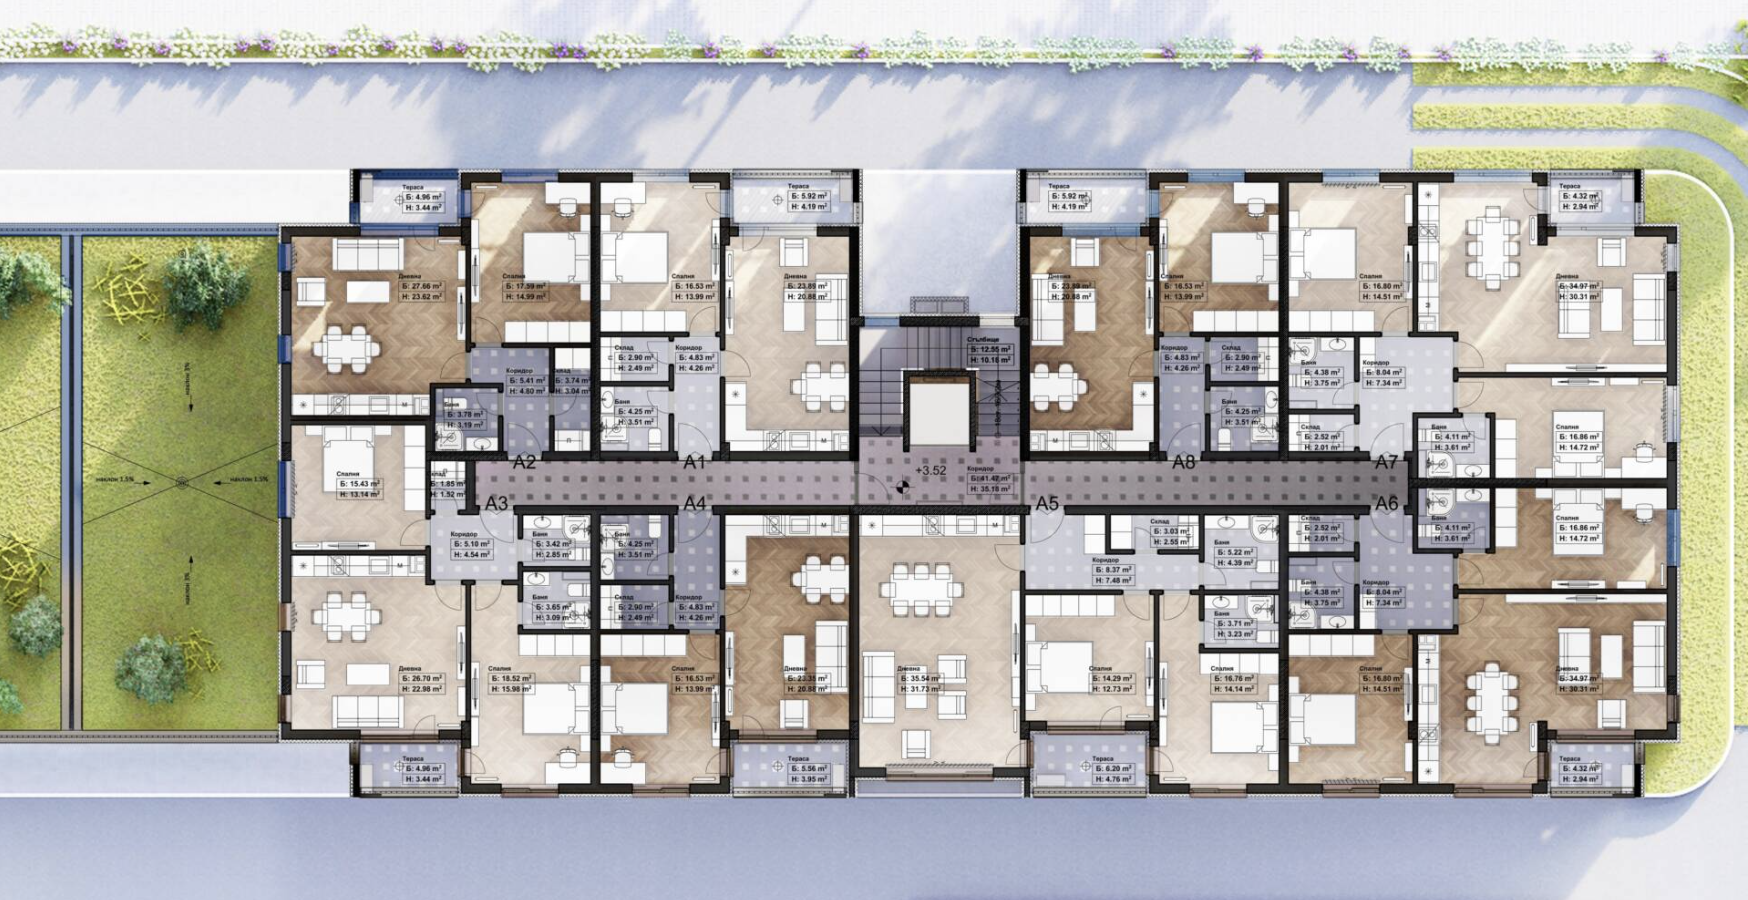 Тераса
Б: 4.96 m²
Н: 3.44 m²
Тераса
Б: 5.92 m²
Н: 4.19 m²
Тераса
Б: 5.92 m²
Н: 4.19 m²
Тераса
Б: 4.32 m²
Н: 2.94 m²
Дневна
Б: 27.66 m²
Н: 23.62 m²
Спалня
Б: 17.59 m²
Н: 14.99 m²
Спалня
Б: 16.53 m²
Н: 13.99 m²
Дневна
Б: 23.89 m²
Н: 20.88 m²
Дневна
Б: 23.89 m²
Н: 20.88 m²
Спалня
Б: 16.53 m²
Н: 13.99 m²
Спалня
Б: 16.80 m²
Н: 14.51 m²
Дневна
Б: 34.97 m²
Н: 30.31 m²
Стълбище
Б: 12.55 m²
Н: 10.18 m²
Коридор
Б: 5.41 m²
Н: 4.80 m²
Склад
Б: 3.74 m²
Н: 3.04 m²
Склад
Б: 2.90 m²
Н: 2.49 m²
Коридор
Б: 4.83 m²
Н: 4.26 m²
Коридор
Б: 4.83 m²
Н: 4.26 m²
Склад
Б: 2.90 m²
Н: 2.49 m²
Баня
Б: 4.38 m²
Н: 3.75 m²
Коридор
Б: 8.04 m²
Н: 7.34 m²
Баня
Б: 3.78 m²
Н: 3.19 m²
Баня
Б: 4.25 m²
Н: 3.51 m²
Баня
Б: 4.25 m²
Н: 3.51 m²
Склад
Б: 2.52 m²
Н: 2.01 m²
Баня
Б: 4.11 m²
Н: 3.61 m²
Спалня
Б: 16.86 m²
Н: 14.72 m²
A2
A1
A8
A7
+3.52
Коридор
Б: 41.47 m²
Н: 35.18 m²
Спалня
Б: 15.43 m²
Н: 13.14 m²
Склад
Б: 1.85 m²
Н: 1.52 m²
наклон 1.5%
наклон 1.5%
наклон 1%
наклон 1%
A3
A4
A5
A6
Коридор
Б: 5.10 m²
Н: 4.54 m²
Баня
Б: 3.42 m²
Н: 2.85 m²
Баня
Б: 4.25 m²
Н: 3.51 m²
Склад
Б: 3.03 m²
Н: 2.55 m²
Баня
Б: 5.22 m²
Н: 4.39 m²
Склад
Б: 2.52 m²
Н: 2.01 m²
Баня
Б: 4.11 m²
Н: 3.61 m²
Спалня
Б: 16.86 m²
Н: 14.72 m²
Коридор
Б: 8.37 m²
Н: 7.48 m²
Баня
Б: 3.65 m²
Н: 3.09 m²
Склад
Б: 2.90 m²
Н: 2.49 m²
Коридор
Б: 4.83 m²
Н: 4.26 m²
Баня
Б: 3.71 m²
Н: 3.23 m²
Баня
Б: 4.38 m²
Н: 3.75 m²
Коридор
Б: 8.04 m²
Н: 7.34 m²
Дневна
Б: 26.70 m²
Н: 22.98 m²
Спалня
Б: 18.52 m²
Н: 15.98 m²
Спалня
Б: 16.53 m²
Н: 13.99 m²
Дневна
Б: 23.35 m²
Н: 20.88 m²
Дневна
Б: 35.54 m²
Н: 31.73 m²
Спалня
Б: 14.29 m²
Н: 12.73 m²
Спалня
Б: 16.76 m²
Н: 14.14 m²
Спалня
Б: 16.80 m²
Н: 14.51 m²
Дневна
Б: 34.97 m²
Н: 30.31 m²
Тераса
Б: 4.96 m²
Н: 3.44 m²
Тераса
Б: 5.56 m²
Н: 3.95 m²
Тераса
Б: 6.20 m²
Н: 4.76 m²
Тераса
Б: 4.32 m²
Н: 2.94 m²